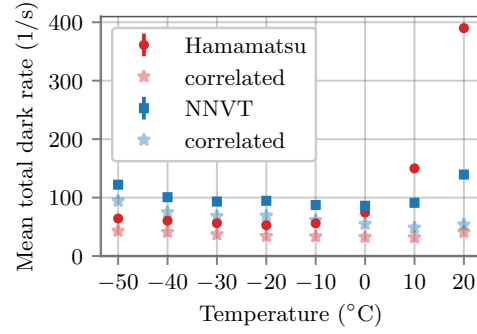 Mean total dark rate (1/s)
400
300
200
100
0
Hamamatsu
correlated
NNVT
correlated
−50 −40 −30 −20 −10 0 10 20
Temperature (°C)